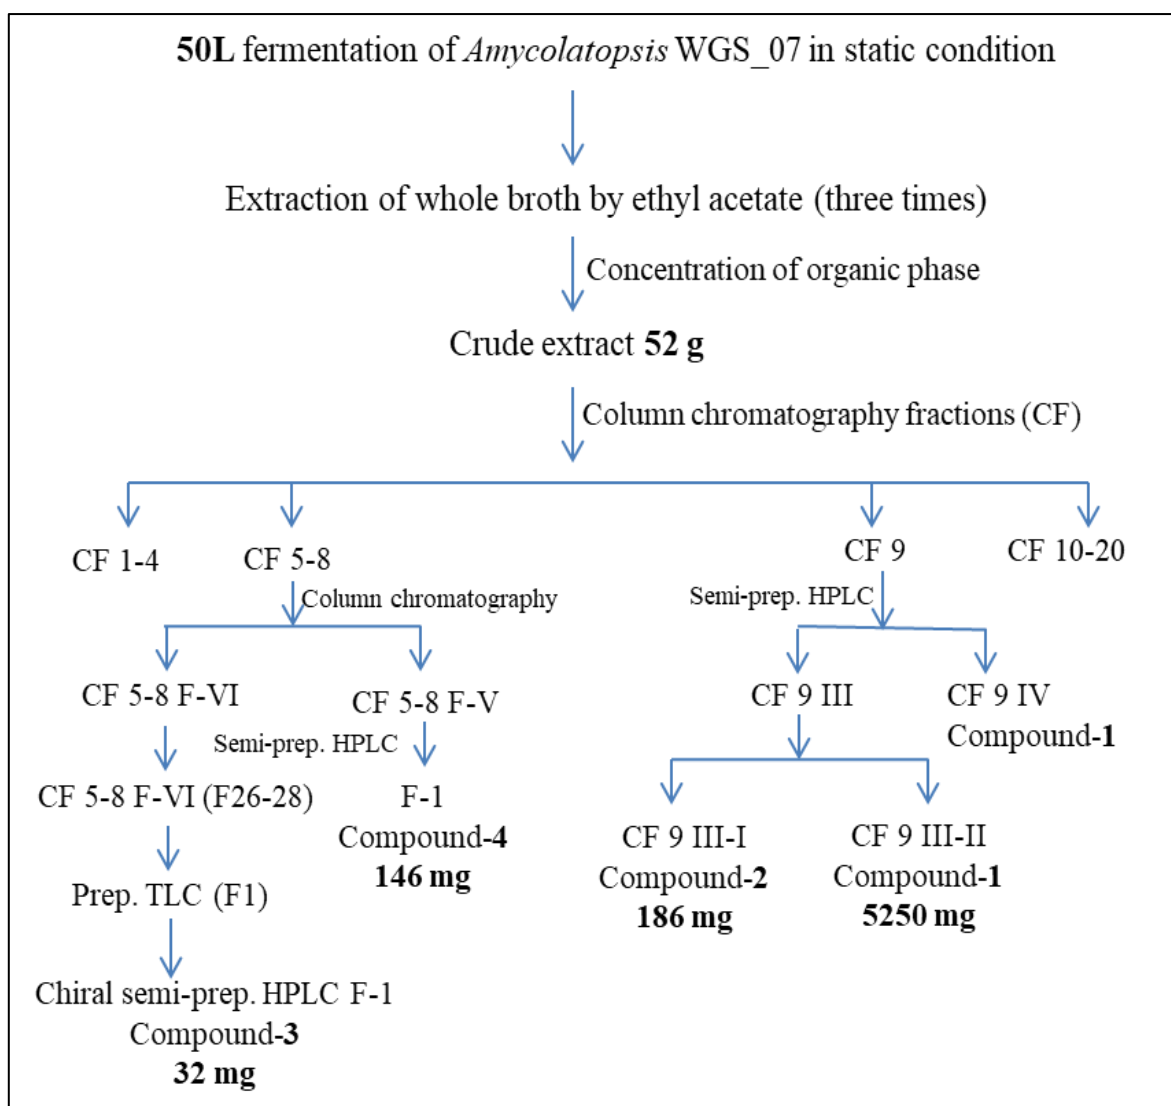 50L fermentation of Amycolatopsis WGS_07 in static condition
Extraction of whole broth by ethyl acetate (three times)
Concentration of organic phase
Crude extract 52 g
Column chromatography fractions (CF)
CF 1-4
CF 5-8
CF 9
CF 10-20
Column chromatography
Semi-prep. HPLC
CF 5-8 F-VI
CF 5-8 F-V
CF 9 III
CF 9 IV
Compound-1
Semi-prep. HPLC
CF 5-8 F-VI (F26-28)
F-1
Compound-4
146 mg
CF 9 III-I
Compound-2
186 mg
CF 9 III-II
Compound-1
5250 mg
Prep. TLC (F1)
Chiral semi-prep. HPLC F-1
Compound-3
32 mg